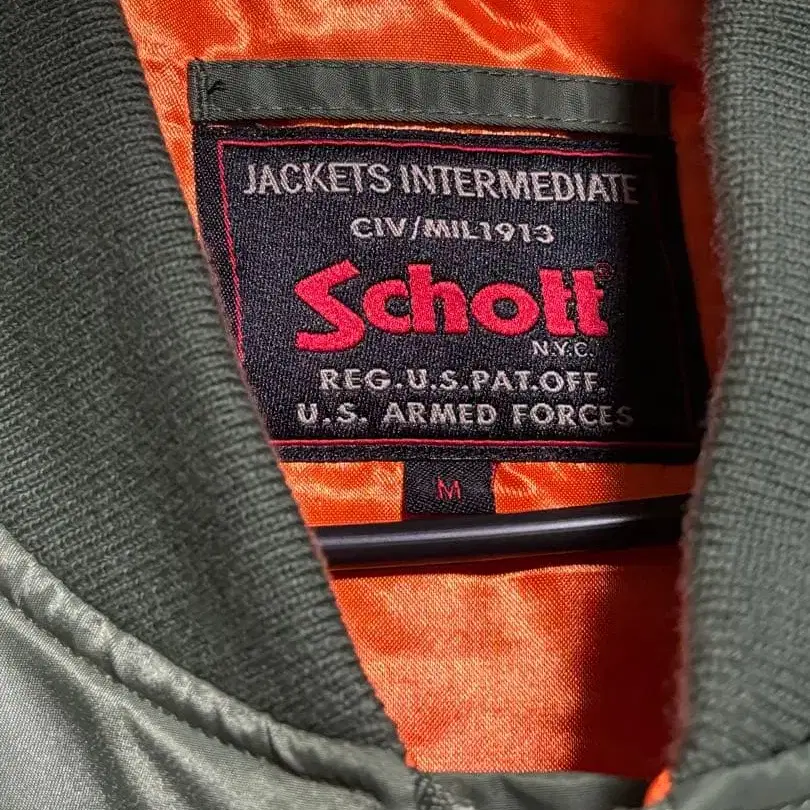 JACKETS INTERMEDIATE
CIV/MIL1913
Schott®
N.Y.C.
REG.U.S.PAT.OFF.
U.S. ARMED FORCES
M